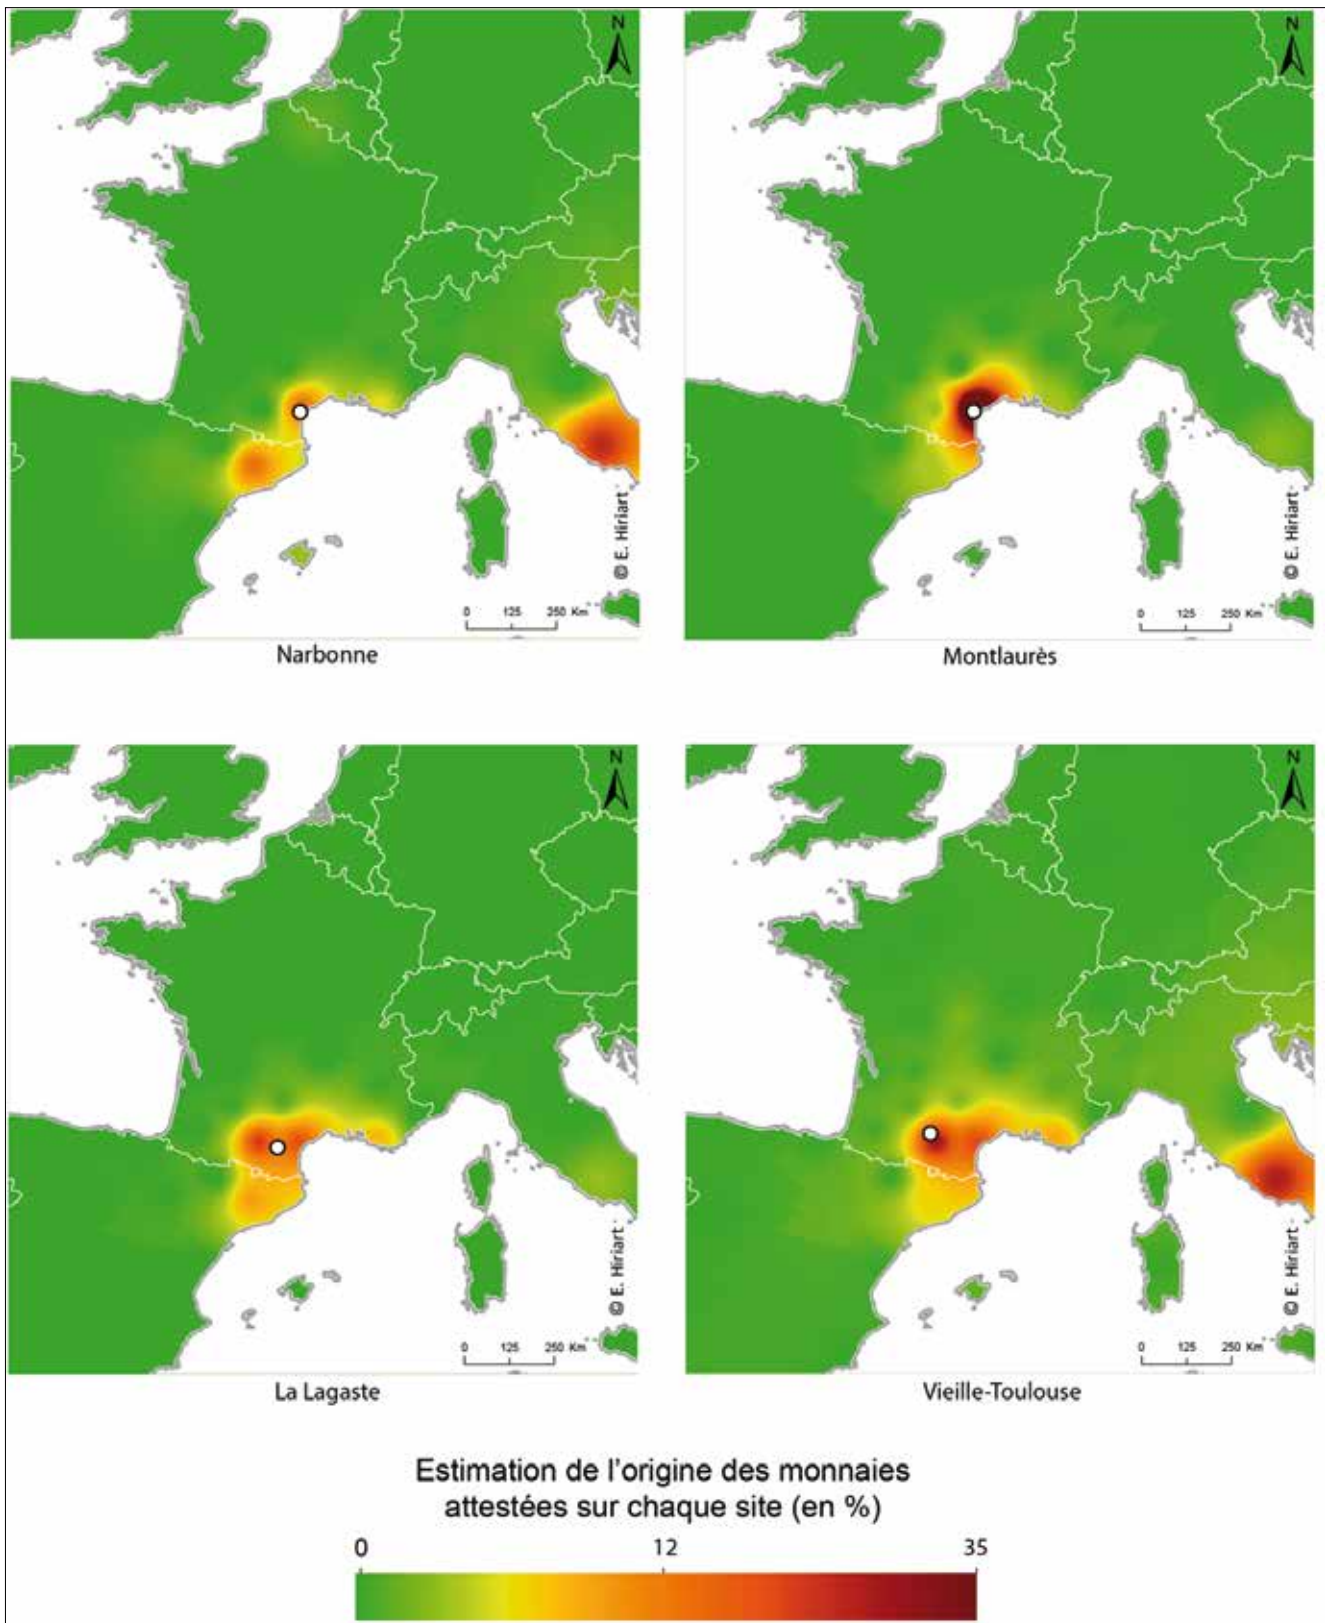 N
© E. Hiriart
0 125 250 Km
Narbonne
N
© E. Hiriart
0 125 250 Km
Montlaurès
N
© E. Hiriart
0 125 250 Km
La Lagaste
N
© E. Hiriart
0 125 250 Km
Vieille-Toulouse
Estimation de l'origine des monnaies
attestées sur chaque site (en %)
0 12 35